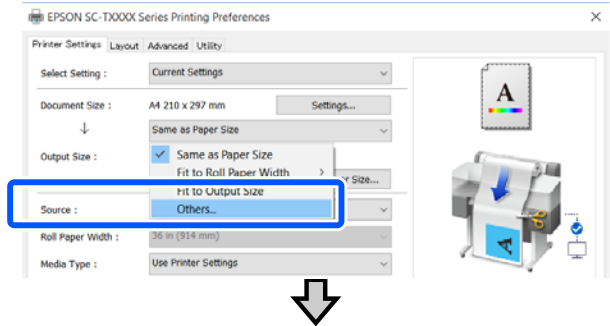 EPSON SC-TXXXX Series Printing Preferences
Printer Settings Layout Advanced Utility
Select Setting : Current Settings
Document Size : A4 210 x 297 mm Settings...
Same as Paper Size
Output Size : Same as Paper Size
Fit to Roll Paper Width
Size...
Fit to Output Size
Source : Others...
Roll Paper Width : 36 in (914 mm)
Media Type : Use Printer Settings
A
A